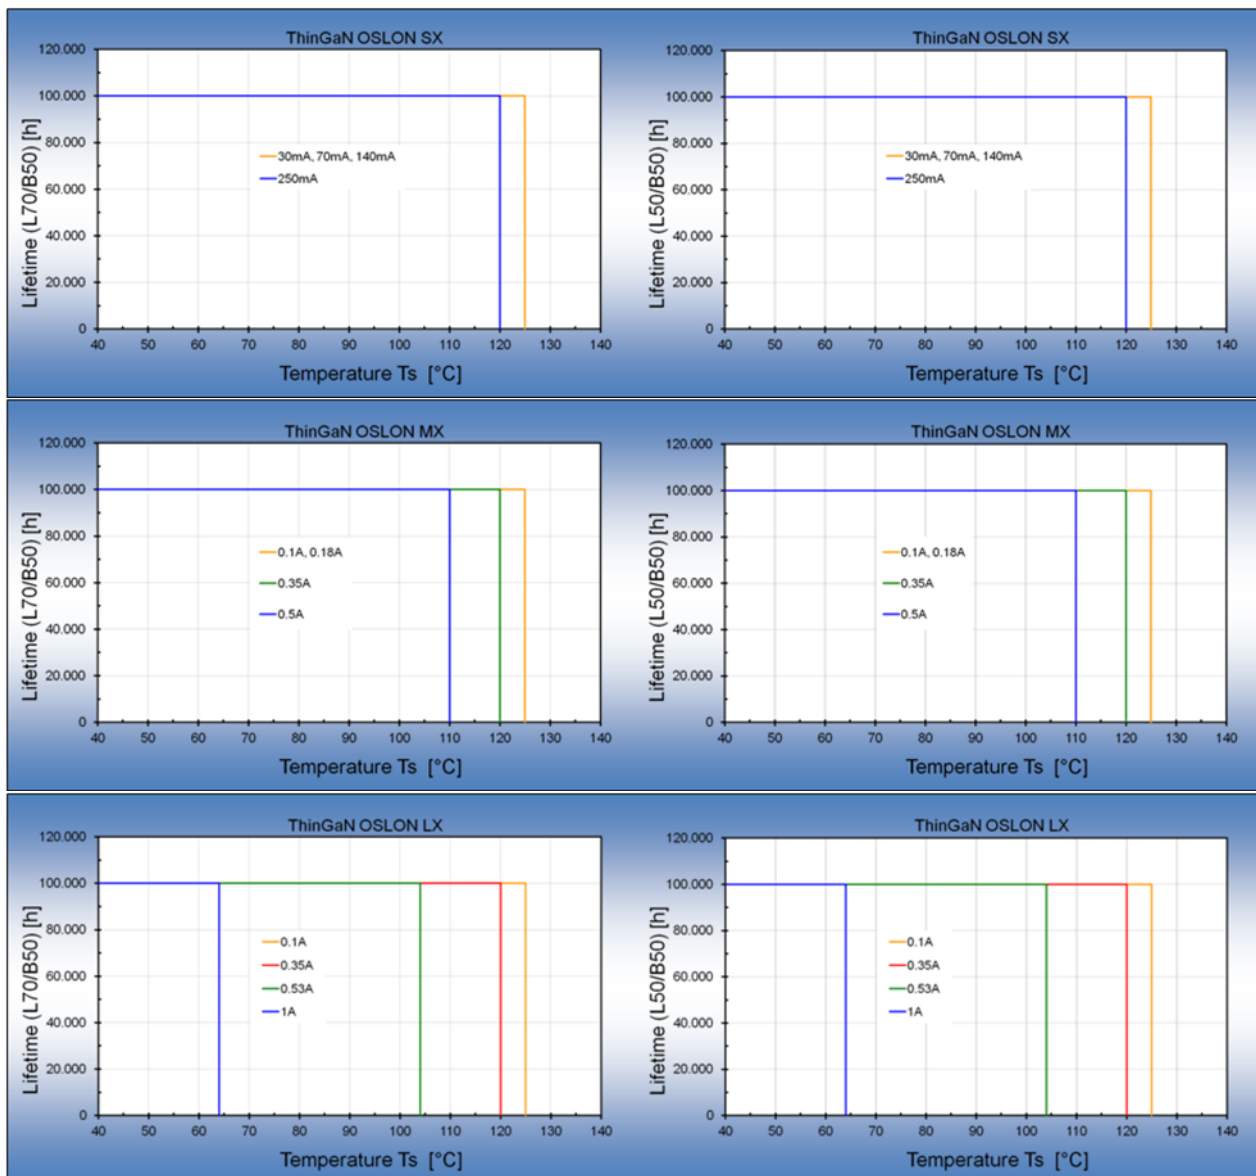 ThinGaN OSLON SX
Lifetime (L70/B50) [h]
120.000
100.000
80.000
60.000
40.000
20.000
0
30mA, 70mA, 140mA
250mA
40 50 60 70 80 90 100 110 120 130 140
Temperature Ts [°C]
ThinGaN OSLON SX
Lifetime (L50/B50) [h]
120.000
100.000
80.000
60.000
40.000
20.000
0
30mA, 70mA, 140mA
250mA
40 50 60 70 80 90 100 110 120 130 140
Temperature Ts [°C]
ThinGaN OSLON MX
Lifetime (L70/B50) [h]
120.000
100.000
80.000
60.000
40.000
20.000
0
0.1A, 0.18A
0.35A
0.5A
40 50 60 70 80 90 100 110 120 130 140
Temperature Ts [°C]
ThinGaN OSLON MX
Lifetime (L50/B50) [h]
120.000
100.000
80.000
60.000
40.000
20.000
0
0.1A, 0.18A
0.35A
0.5A
40 50 60 70 80 90 100 110 120 130 140
Temperature Ts [°C]
ThinGaN OSLON LX
Lifetime (L70/B50) [h]
120.000
100.000
80.000
60.000
40.000
20.000
0
0.1A
0.35A
0.53A
1A
40 50 60 70 80 90 100 110 120 130 140
Temperature Ts [°C]
ThinGaN OSLON LX
Lifetime (L50/B50) [h]
120.000
100.000
80.000
60.000
40.000
20.000
0
0.1A
0.35A
0.53A
1A
40 50 60 70 80 90 100 110 120 130 140
Temperature Ts [°C]